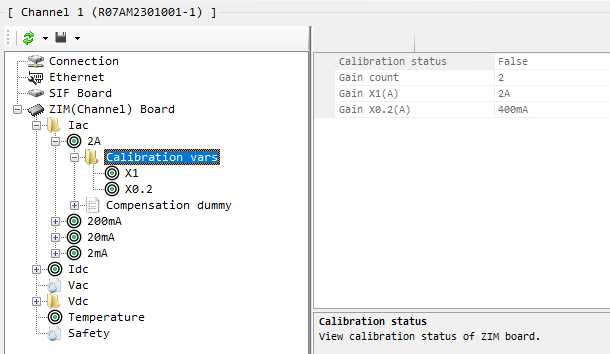 [ Channel 1 (R07AM2301001-1) ]
Connection
Ethernet
SIF Board
ZIM(Channel) Board
Iac
2A
Calibration vars
X1
X0.2
Compensation dummy
200mA
20mA
2mA
Idc
Vac
Vdc
Temperature
Safety
Calibration status False
Gain count 2
Gain X1(A) 2A
Gain X0.2(A) 400mA
Calibration status
View calibration status of ZIM board.